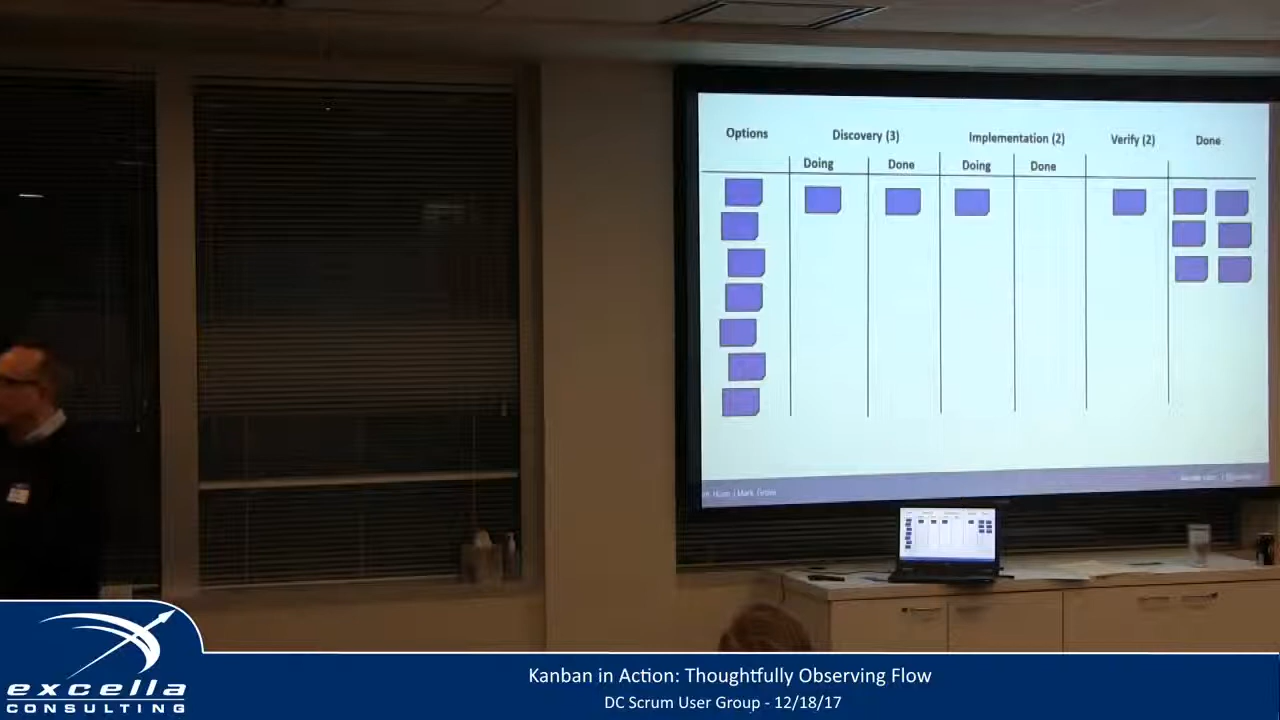 Options
Discovery (3)
Implementation (2)
Verify (2)
Done
Doing
Done
Doing
Done
excella
CONSULTING
Kanban in Action: Thoughtfully Observing Flow
DC Scrum User Group - 12/18/17